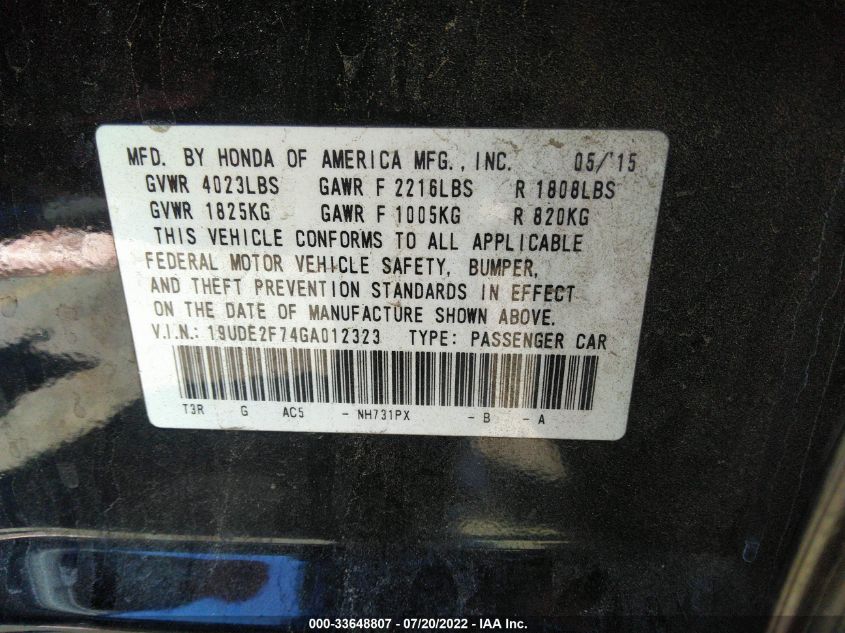 MFD. BY HONDA OF AMERICA MFG., INC. 05/15
GVWR 4023LBS GAWR F 2216LBS R 1808LBS
GVWR 1825KG GAWR F 1005KG R 820KG
THIS VEHICLE CONFORMS TO ALL APPLICABLE
FEDERAL MOTOR VEHICLE SAFETY, BUMPER,
AND THEFT PREVENTION STANDARDS IN EFFECT
ON THE DATE OF MANUFACTURE SHOWN ABOVE.
V.I.N.: 19UDE2F74GA012323 TYPE: PASSENGER CAR
T3R G AC5 - NH731PX - B - A
000-33648807 - 07/20/2022 - IAA Inc.